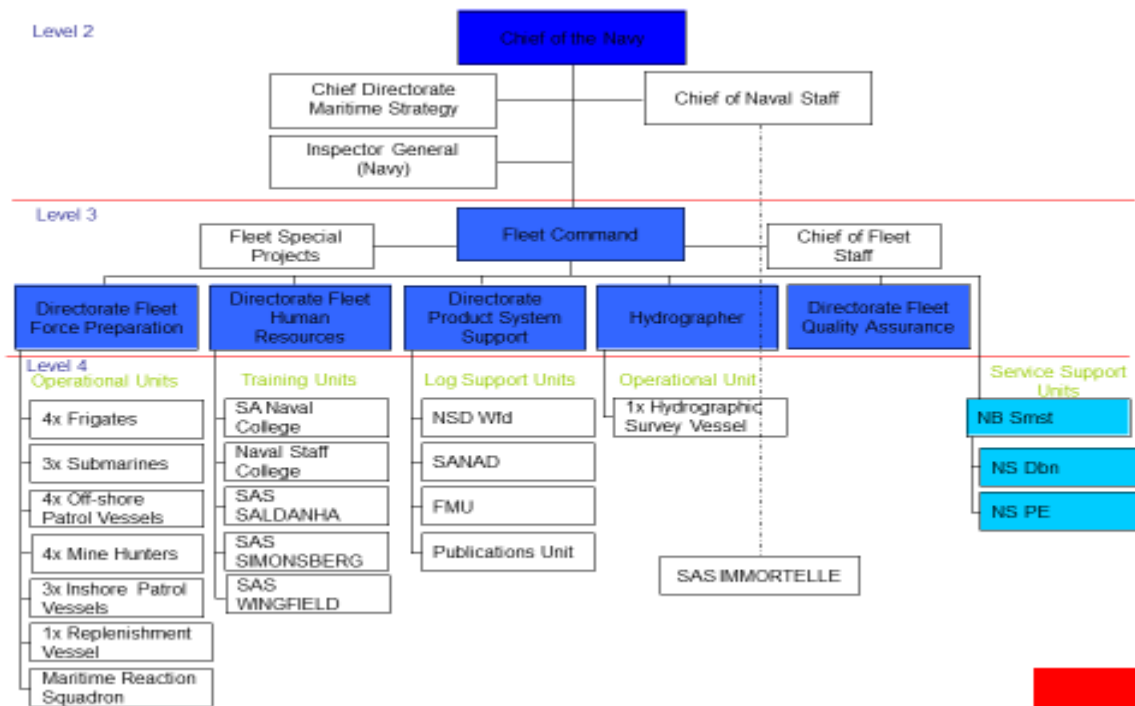 Level 2
Chief of the Navy
Chief Directorate
Maritime Strategy
Chief of Naval Staff
Inspector General
(Navy)
Level 3
Fleet Special
Projects
Fleet Command
Chief of Fleet
Staff
Directorate Fleet
Force Preparation
Directorate Fleet
Human
Resources
Directorate
Product System
Support
Hydrographer
Directorate Fleet
Quality Assurance
Level 4
Operational Units
4x Frigates
3x Submarines
4x Off-shore
Patrol Vessels
4x Mine Hunters
3x Inshore Patrol
Vessels
1x Replenishment
Vessel
Maritime Reaction
Squadron
Training Units
SA Naval
College
Naval Staff
College
SAS
SALDANHA
SAS
SIMONSBERG
SAS
WINGFIELD
Log Support Units
NSD Wfd
SANAD
FMU
Publications Unit
Operational Unit
1x Hydrographic
Survey Vessel
SAS IMMORTELLE
Service Support
Units
NB Smst
NS Dbn
NS PE